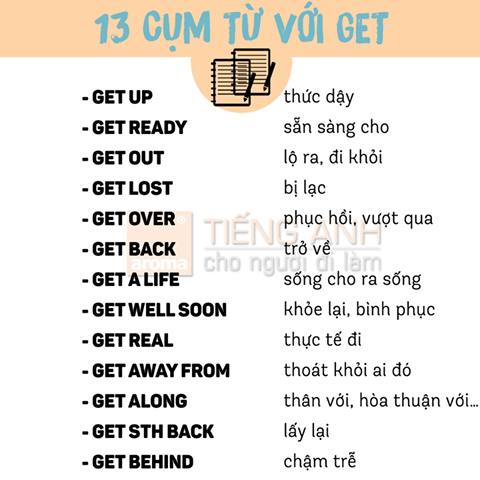 13 CỤM TỪ VỚI GET
- GET UP thức dậy
- GET READY sẵn sàng cho
- GET OUT lộ ra, đi khỏi
- GET LOST bị lạc
- GET OVER phục hồi, vượt qua
TIẾNG ANH
- GET BACK trở về
aroma cho người đi làm
- GET A LIFE sống cho ra sống
- GET WELL SOON khỏe lại, bình phục
- GET REAL thực tế đi
- GET AWAY FROM thoát khỏi ai đó
- GET ALONG thân với, hòa thuận với...
- GET STH BACK lấy lại
- GET BEHIND chậm trễ